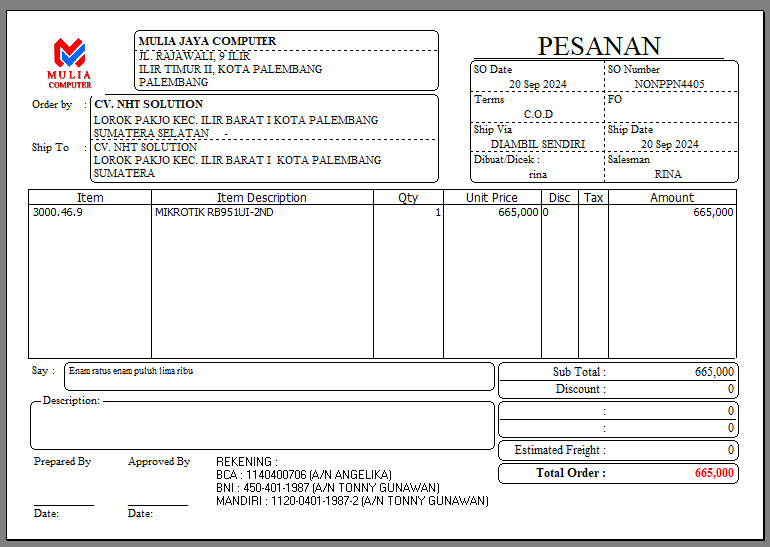 MULIA
COMPUTER
MULIA JAYA COMPUTER
JL. RAJAWALI, 9 ILIR
ILIR TIMUR II, KOTA PALEMBANG
PALEMBANG
PESANAN
Order by : CV. NHT SOLUTION
LOROK PAKJO KEC. ILIR BARAT I KOTA PALEMBANG
SUMATERA SELATAN -
Ship To : CV. NHT SOLUTION
LOROK PAKJO KEC. ILIR BARAT I KOTA PALEMBANG
SUMATERA
SO Date SO Number
20 Sep 2024 NONPPN4405
Terms FO
C.O.D
Ship Via Ship Date
DIAMBIL SENDIRI 20 Sep 2024
Dibuat/Dicek : Salesman
rina RINA
Item Item Description Qty Unit Price Disc Tax Amount
3000.46.9 MIKROTIK RB951UI-2ND 1 665,000 0 665,000
Say : Enam ratus enam puluh lima ribu
Description:
Sub Total : 665,000
Discount : 0
: 0
: 0
Estimated Freight : 0
Total Order : 665,000
Prepared By Approved By
Date: Date:
REKENING :
BCA : 1140400706 (A/N ANGELIKA)
BNI : 450-401-1987 (A/N TONNY GUNAWAN)
MANDIRI : 1120-0401-1987-2 (A/N TONNY GUNAWAN)